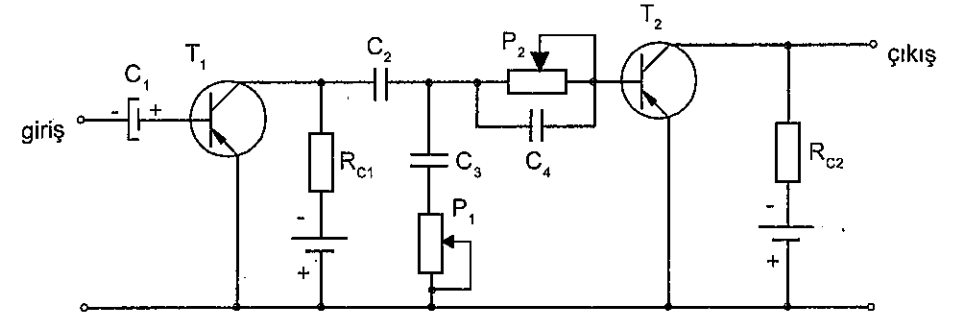 T2
P2
çıkış
T1
C2
C1
- +
giriş
RC1
C3
C4
RC2
P1
-
+
-
+